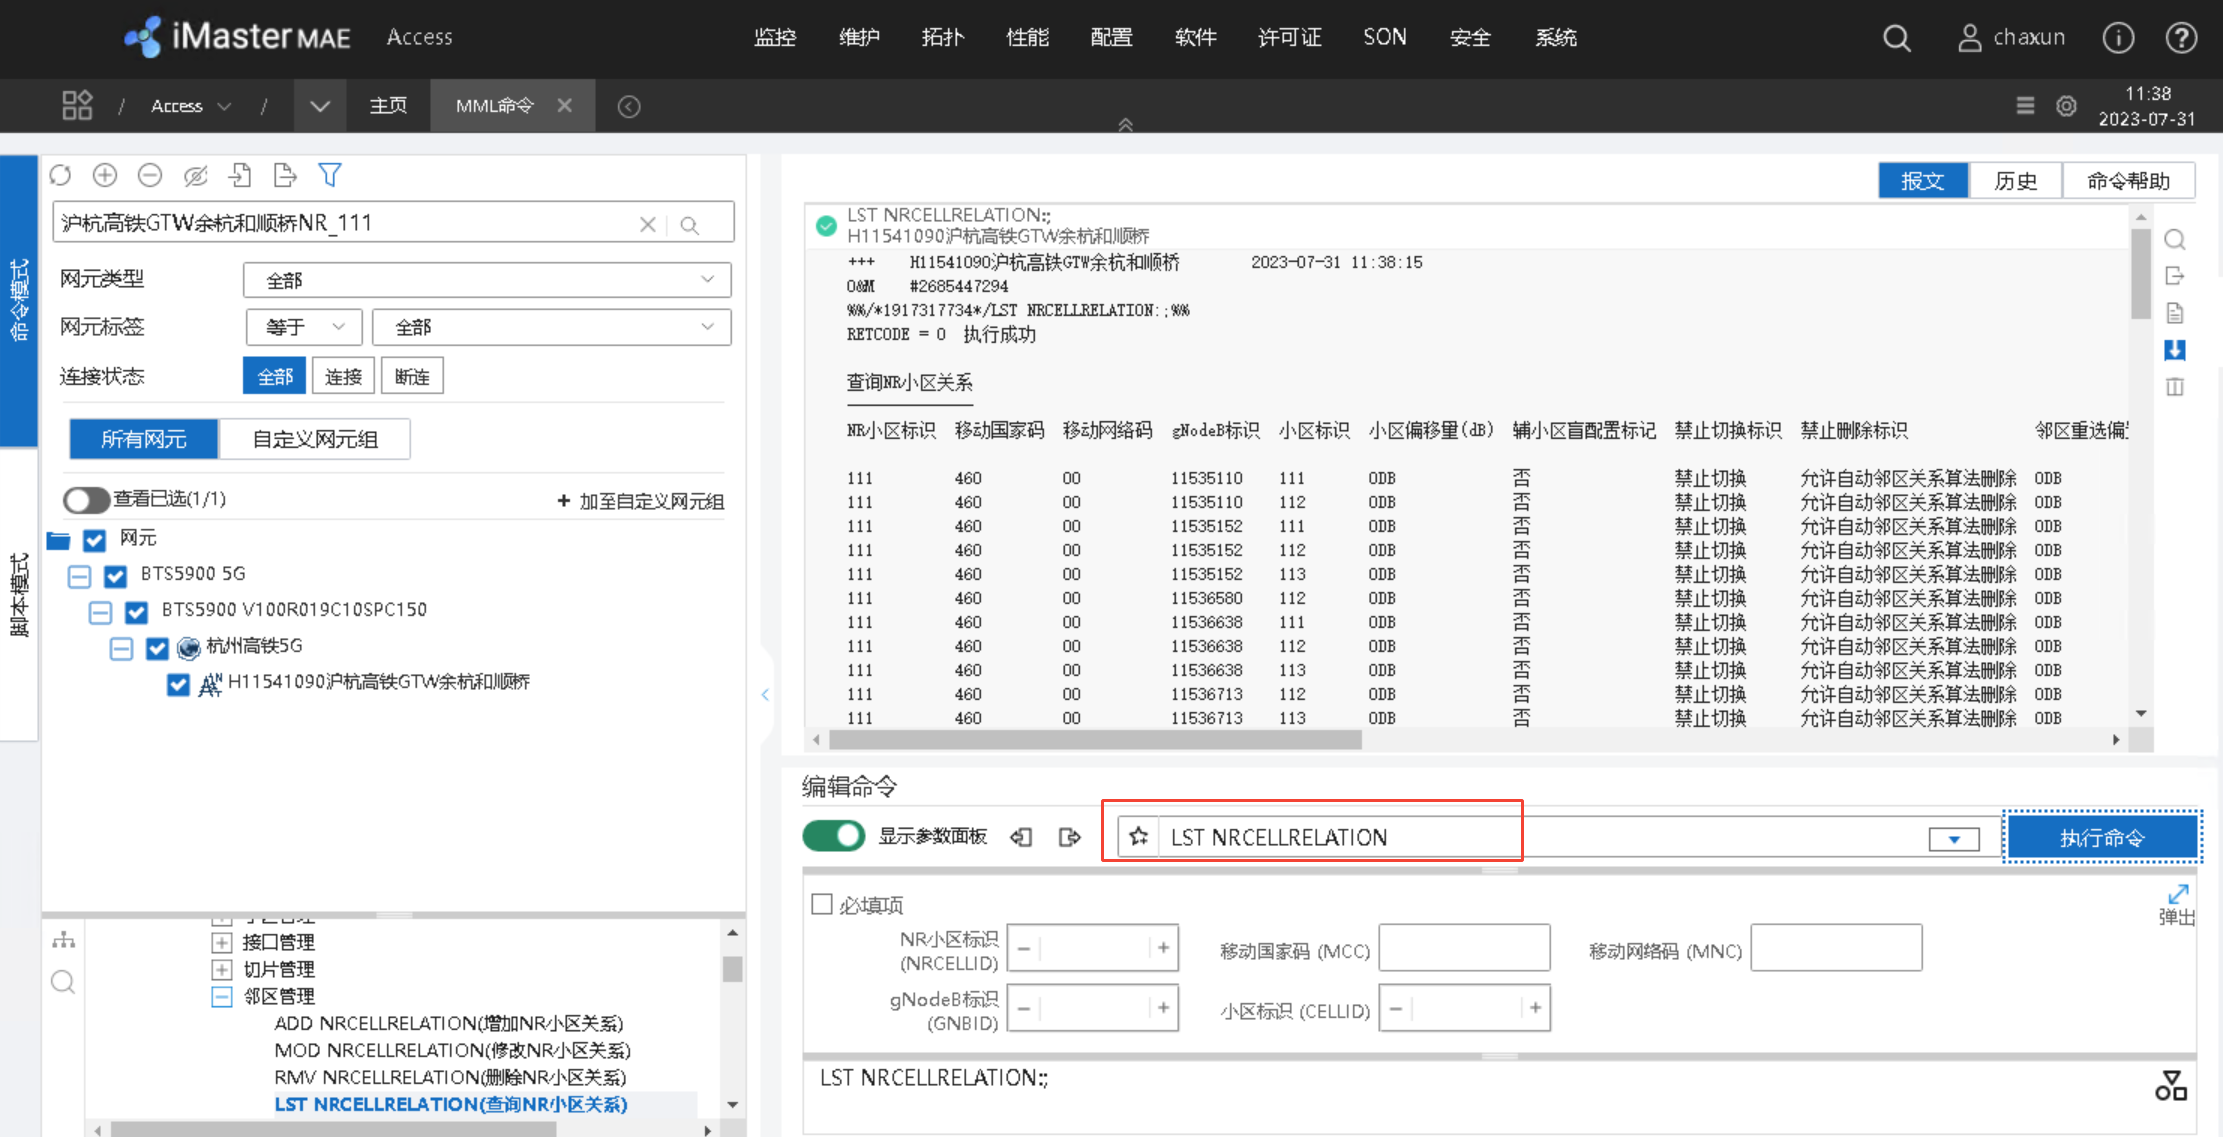 iMaster MAE Access 监控 维护 拓扑 性能 配置 软件 许可证 SON 安全 系统 chaxun
/ Access / 主页 MML命令 11:38
2023-07-31
命令模式
脚本模式
沪杭高铁GTW余杭和顺桥NR_111
网元类型 全部
网元标签 等于 全部
连接状态 全部 连接 断连
所有网元 自定义网元组
查看已选(1/1) + 加至自定义网元组
网元
BTS5900 5G
BTS5900 V100R019C10SPC150
杭州高铁5G
H11541090沪杭高铁GTW余杭和顺桥
接口管理
切片管理
邻区管理
ADD NRCELLRELATION(增加NR小区关系)
MOD NRCELLRELATION(修改NR小区关系)
RMV NRCELLRELATION(删除NR小区关系)
LST NRCELLRELATION(查询NR小区关系)
报文 历史 命令帮助
LST NRCELLRELATION:;
H11541090沪杭高铁GTW余杭和顺桥
+++ H11541090沪杭高铁GTW余杭和顺桥 2023-07-31 11:38:15
O&M #2685447294
%%/*1917317734*/LST NRCELLRELATION:;%%
RETCODE = 0 执行成功
查询NR小区关系
NR小区标识 移动国家码 移动网络码 gNodeB标识 小区标识 小区偏移量(dB) 辅小区盲配置标记 禁止切换标识 禁止删除标识 邻区重选偏
111 460 00 11535110 111 0DB 否 禁止切换 允许自动邻区关系算法删除 0DB
111 460 00 11535110 112 0DB 否 禁止切换 允许自动邻区关系算法删除 0DB
111 460 00 11535152 111 0DB 否 禁止切换 允许自动邻区关系算法删除 0DB
111 460 00 11535152 112 0DB 否 禁止切换 允许自动邻区关系算法删除 0DB
111 460 00 11535152 113 0DB 否 禁止切换 允许自动邻区关系算法删除 0DB
111 460 00 11536580 112 0DB 否 禁止切换 允许自动邻区关系算法删除 0DB
111 460 00 11536638 111 0DB 否 禁止切换 允许自动邻区关系算法删除 0DB
111 460 00 11536638 112 0DB 否 禁止切换 允许自动邻区关系算法删除 0DB
111 460 00 11536638 113 0DB 否 禁止切换 允许自动邻区关系算法删除 0DB
111 460 00 11536713 112 0DB 否 禁止切换 允许自动邻区关系算法删除 0DB
111 460 00 11536713 113 0DB 否 禁止切换 允许自动邻区关系算法删除 0DB
编辑命令
显示参数面板 LST NRCELLRELATION 执行命令
必填项 弹出
NR小区标识 (NRCELLID) 移动国家码 (MCC) 移动网络码 (MNC)
gNodeB标识 (GNBID) 小区标识 (CELLID)
LST NRCELLRELATION:;